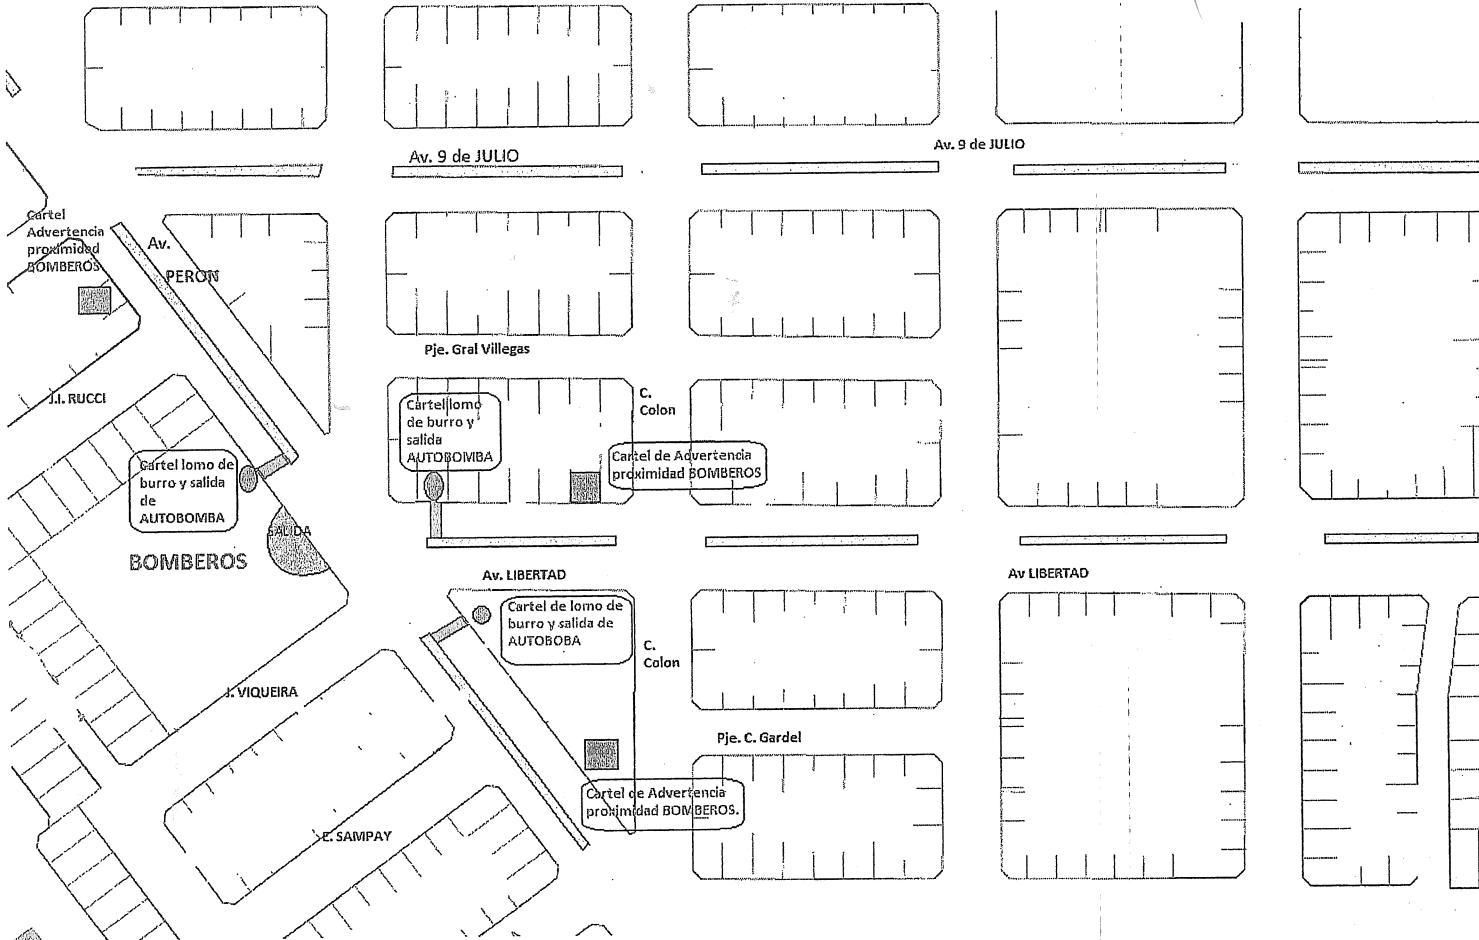 Av. 9 de JULIO
Av. 9 de JULIO
Cartel
Advertencia
proximidad
BOMBEROS
Av.
PERON
Pje. Gral Villegas
J.I. RUCCI
Cartel lomo
de burro y
salida
AUTOBOMBA
C.
Colon
Cartel de Advertencia
proximidad BOMBEROS
Cartel lomo de
burro y salida
de
AUTOBOMBA
SALIDA
BOMBEROS
Av. LIBERTAD
Av LIBERTAD
Cartel de lomo de
burro y salida de
AUTOBOBA
C.
Colon
J. VIQUEIRA
Pje. C. Gardel
Cartel de Advertencia
proximidad BOMBEROS.
E. SAMPAY